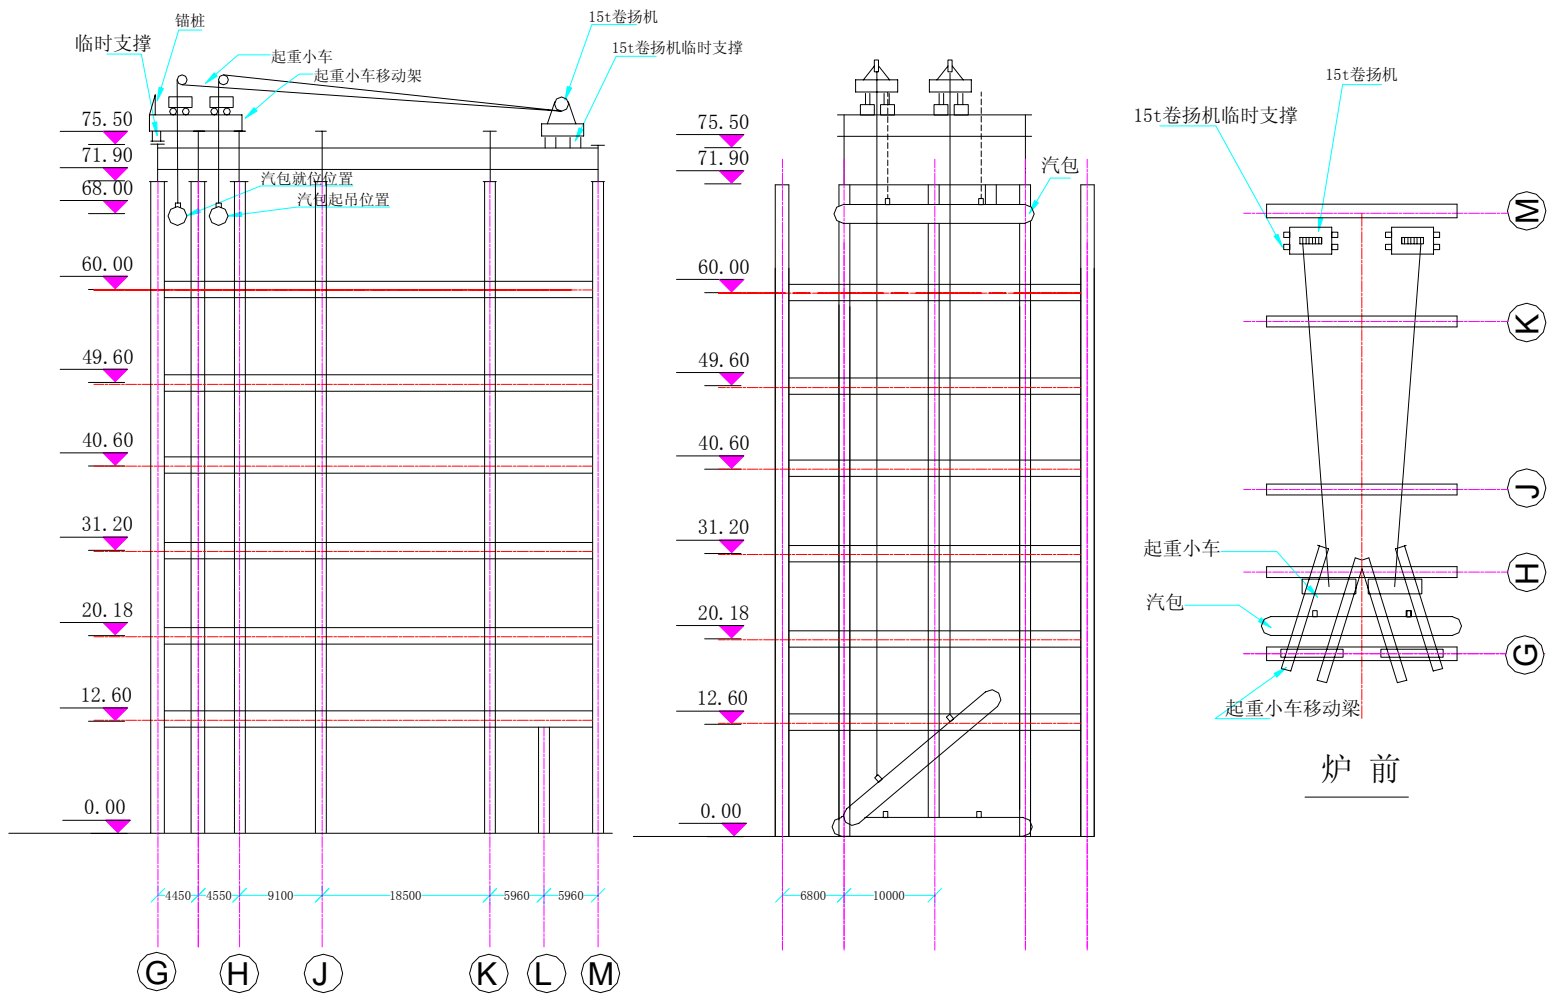 锚桩
临时支撑
起重小车
起重小车移动架
15t卷扬机
15t卷扬机临时支撑
75.50
71.90
68.00
汽包就位位置
汽包起吊位置
60.00
49.60
40.60
31.20
20.18
12.60
0.00
4450
4550
9100
18500
5960
5960
G
H
J
K
L
M
75.50
71.90
汽包
60.00
49.60
40.60
31.20
20.18
12.60
0.00
6800
10000
15t卷扬机
15t卷扬机临时支撑
M
K
J
起重小车
H
汽包
G
起重小车移动梁
炉 前